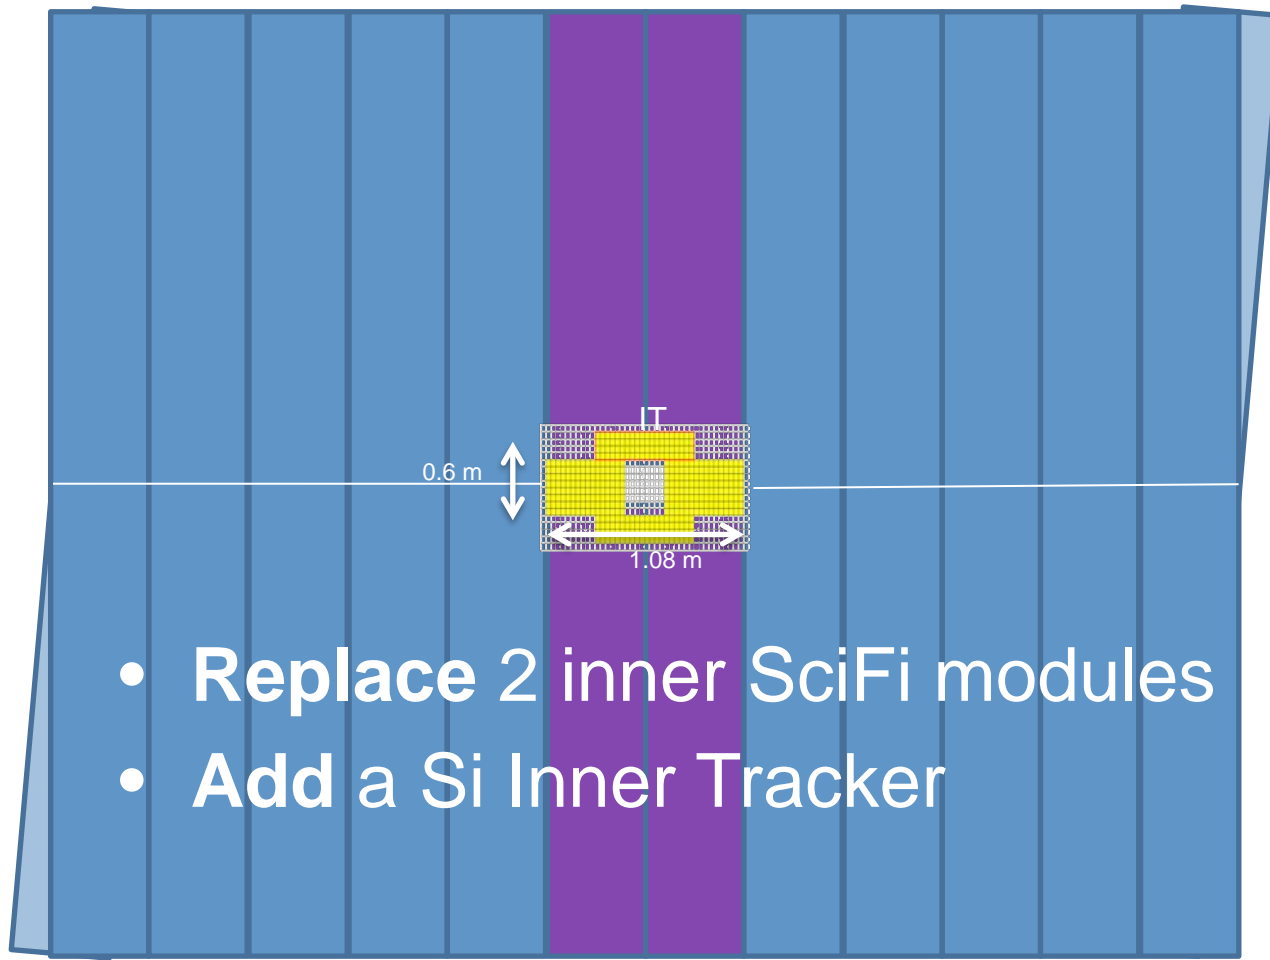 IT
0.6 m
1.08 m
• Replace 2 inner SciFi modules
• Add a Si Inner Tracker